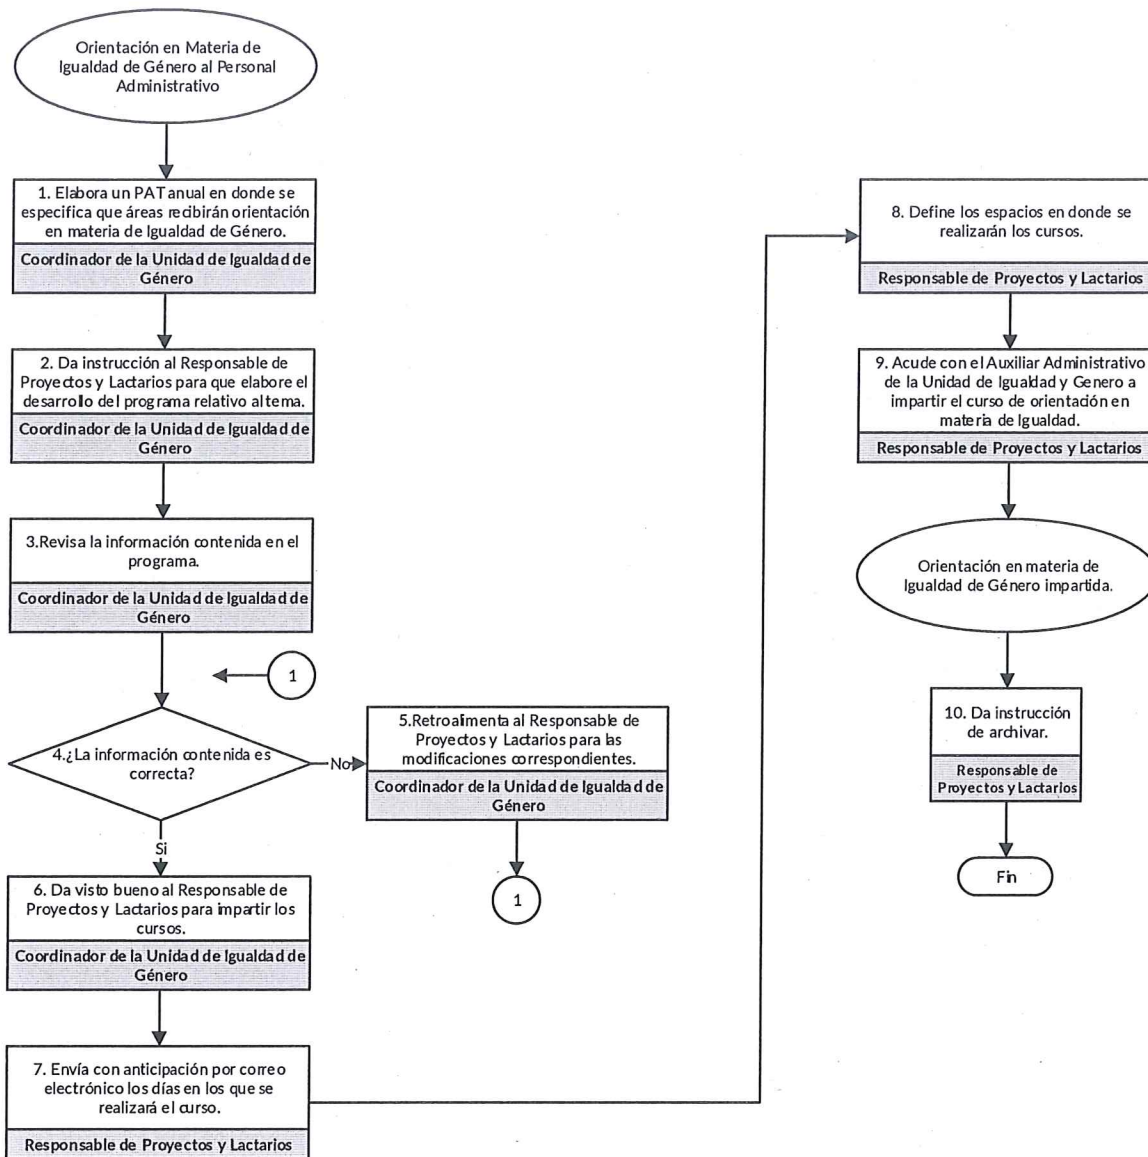 Orientación en Materia de
Igualdad de Género al Personal
Administrativo
1. Elabora un PAT anual en donde se
especifica que áreas recibirán orientación
en materia de Igualdad de Género.
Coordinador de la Unidad de Igualdad de
Género
2. Da instrucción al Responsable de
Proyectos y Lactarios para que elabore el
desarrollo del programa relativo al tema.
Coordinador de la Unidad de Igualdad de
Género
3.Revisa la información contenida en el
programa.
Coordinador de la Unidad de Igualdad de
Género
1
4.¿La información contenida es
correcta?
No
5.Retroalimenta al Responsable de
Proyectos y Lactarios para las
modificaciones correspondientes.
Coordinador de la Unidad de Igualdad de
Género
1
Si
6. Da visto bueno al Responsable de
Proyectos y Lactarios para impartir los
cursos.
Coordinador de la Unidad de Igualdad de
Género
7. Envía con anticipación por correo
electrónico los días en los que se
realizará el curso.
Responsable de Proyectos y Lactarios
8. Define los espacios en donde se
realizarán los cursos.
Responsable de Proyectos y Lactarios
9. Acude con el Auxiliar Administrativo
de la Unidad de Igualdad y Genero a
impartir el curso de orientación en
materia de Igualdad.
Responsable de Proyectos y Lactarios
Orientación en materia de
Igualdad de Género impartida.
10. Da instrucción
de archivar.
Responsable de
Proyectos y Lactarios
Fin